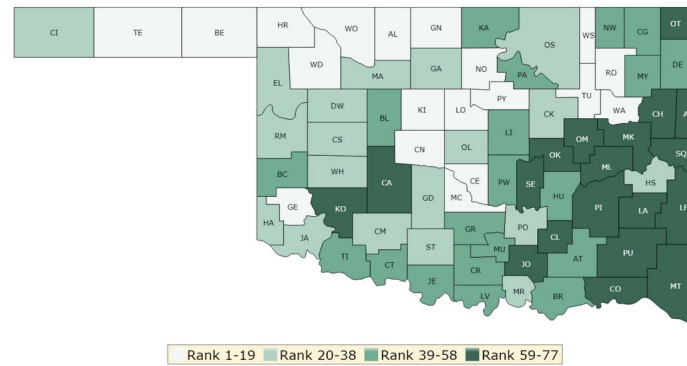 CI TE BE HR WO AL GN KA OS WS NW CG OT
WD MA GA NO PA RO MY DE
EL DW BL KI LO PY CK TU WA CH
RM CS CN OL LI OK OM MK SQ
BC WH CA CE PW SE ML HS
GE KO GD MC HU PI LA
HA JA CM GR PO CL PU
TI CT ST MU JO AT MT
JE CR LV MR BR CO
Rank 1-19 Rank 20-38 Rank 39-58 Rank 59-77